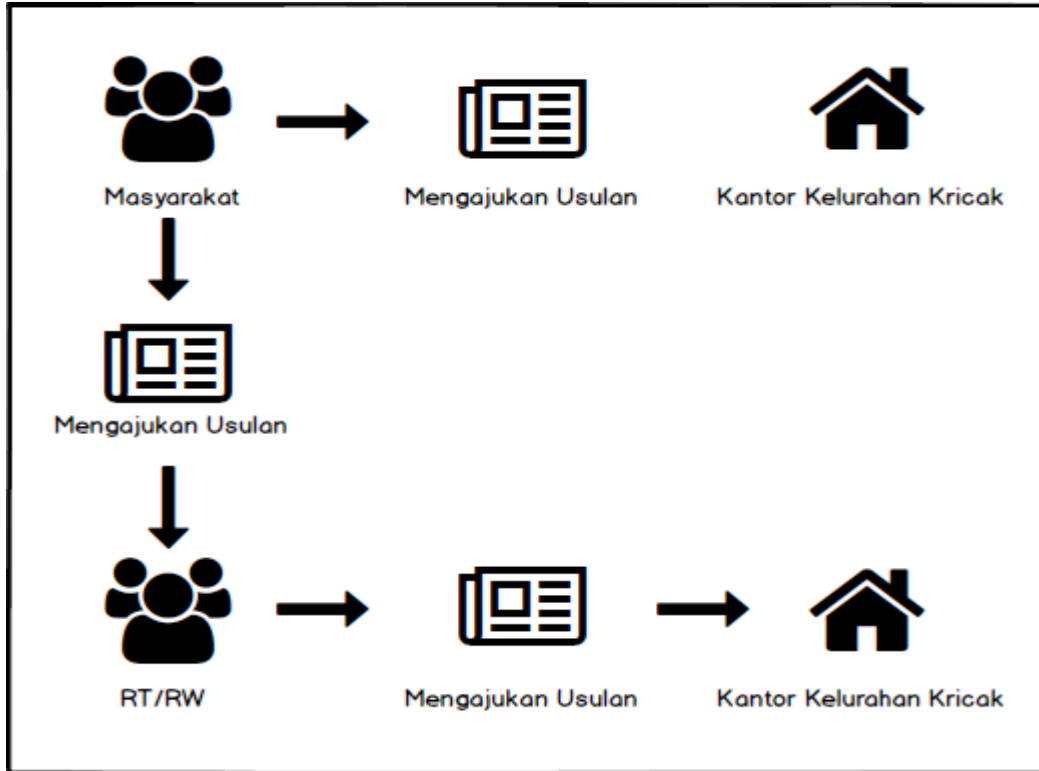 Masyarakat
Mengajukan Usulan
Kantor Kelurahan Kricak
Mengajukan Usulan
RT/RW
Mengajukan Usulan
Kantor Kelurahan Kricak